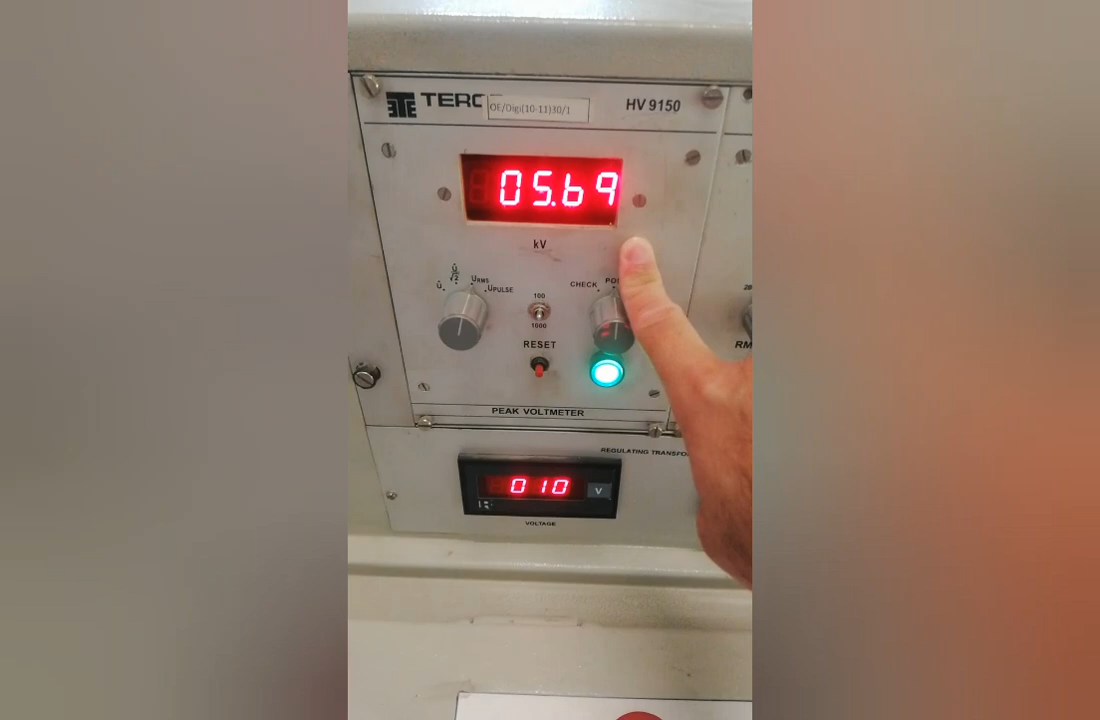 TERC
OE/Digi(10-11)30/1
HV 9150
05.69
kV
Û
Û/√2
URMS
UPULSE
100
1000
CHECK
RESET
PEAK VOLTMETER
REGULATING TRANSFO
010
V
VOLTAGE